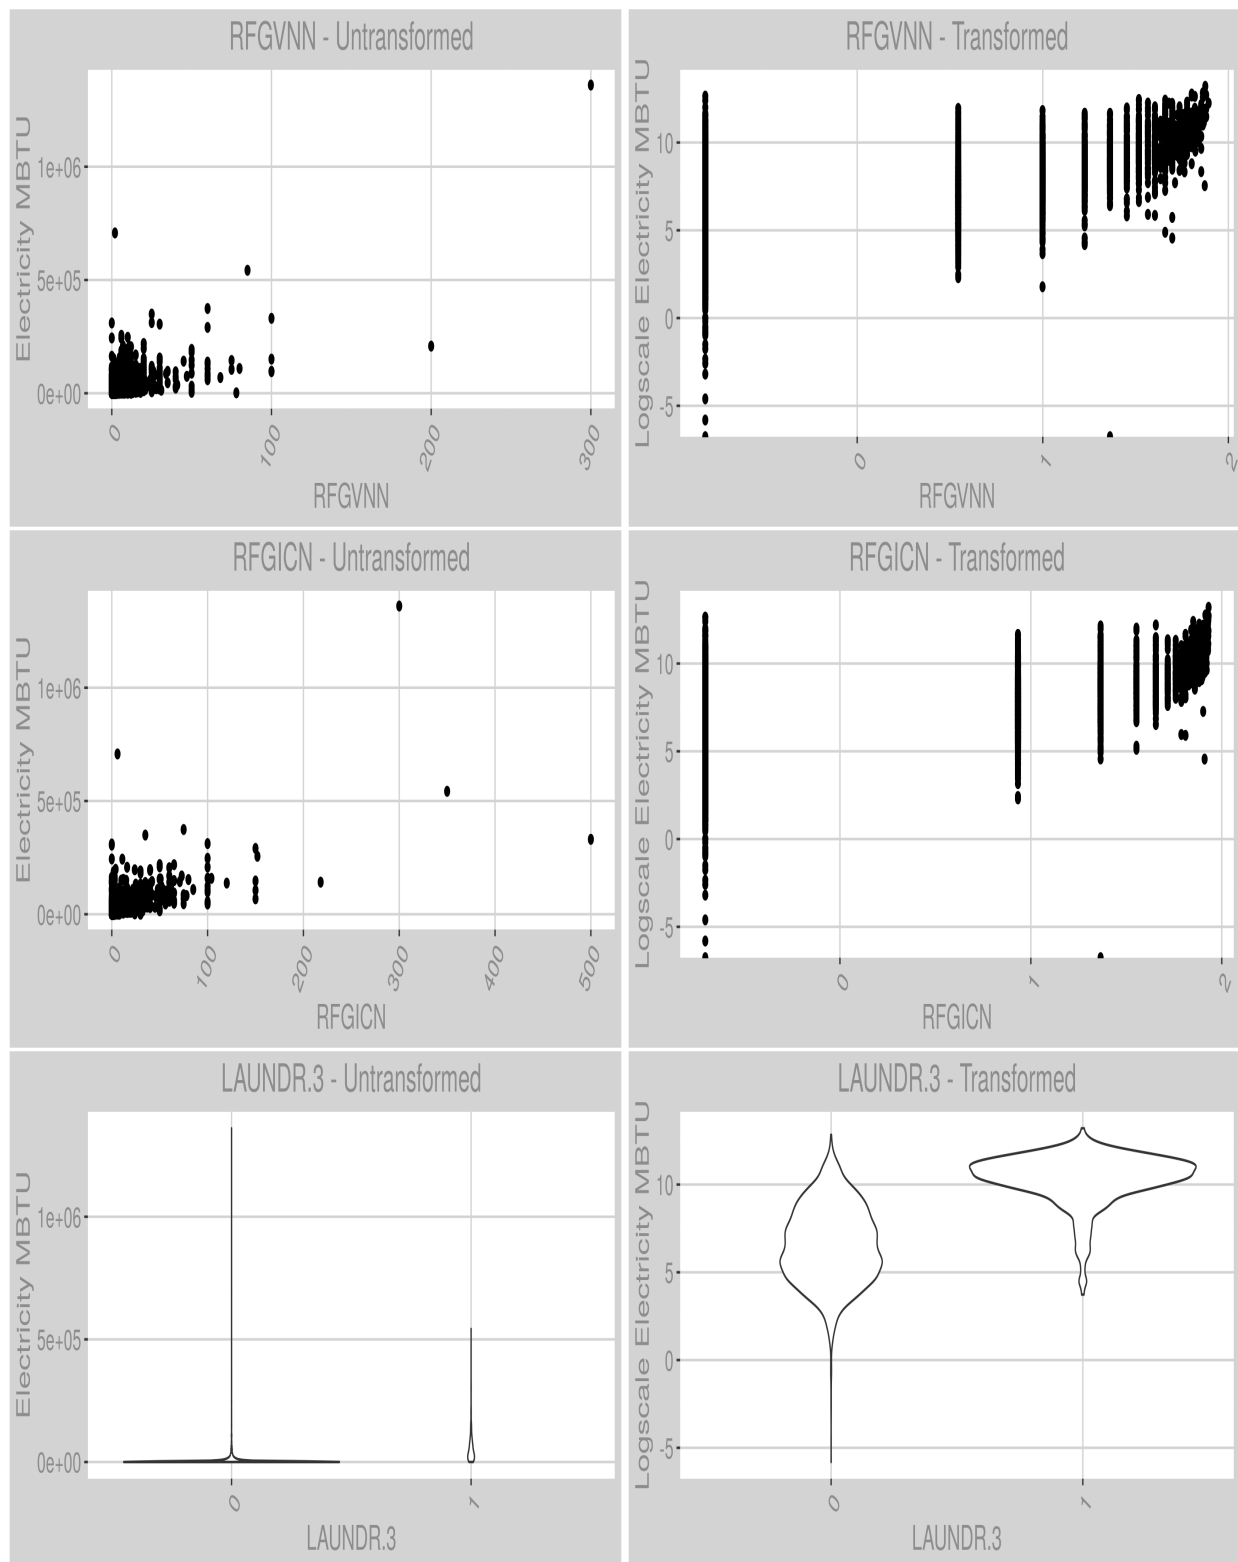 RFGVNN - Untransformed
Electricity MBTU
1e+06
5e+05
0e+00
0 100 200 300
RFGVNN
RFGVNN - Transformed
Logscale Electricity MBTU
10
5
0
-5
0 1 2
RFGVNN
RFGICN - Untransformed
Electricity MBTU
1e+06
5e+05
0e+00
0 100 200 300 400 500
RFGICN
RFGICN - Transformed
Logscale Electricity MBTU
10
5
0
-5
0 1 2
RFGICN
LAUNDR.3 - Untransformed
Electricity MBTU
1e+06
5e+05
0e+00
0 1
LAUNDR.3
LAUNDR.3 - Transformed
Logscale Electricity MBTU
10
5
0
-5
0 1
LAUNDR.3